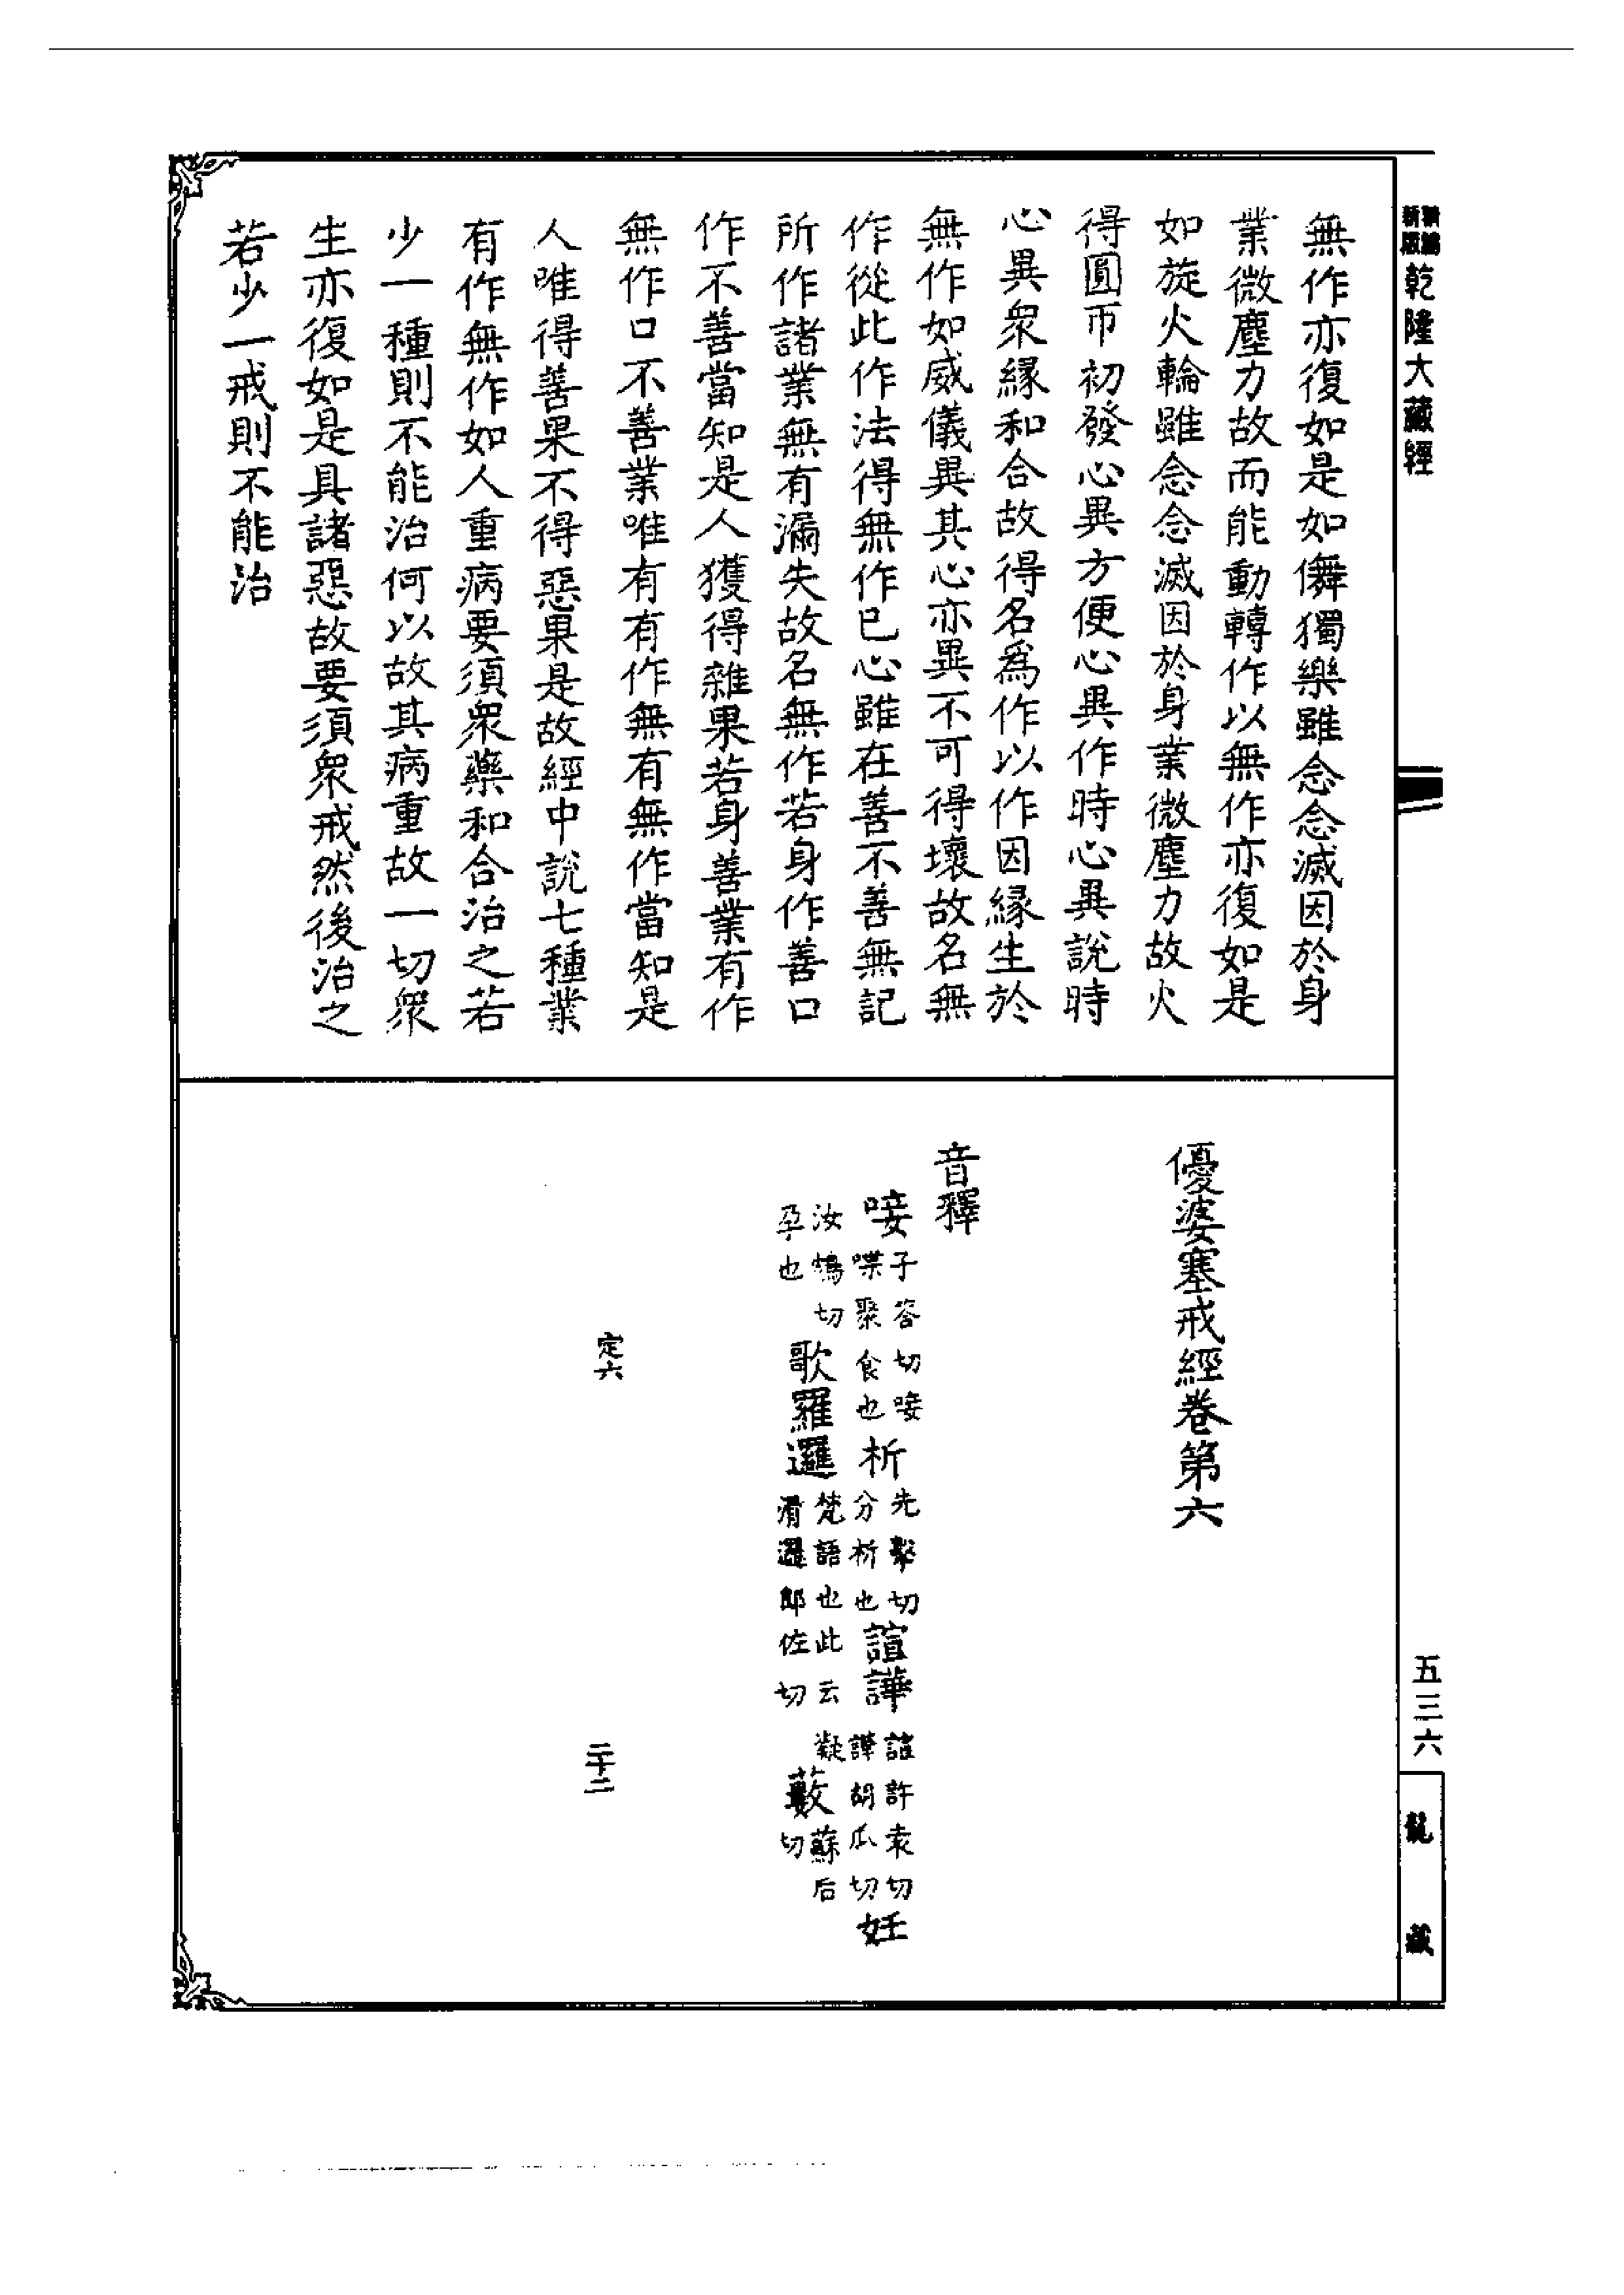 新編
新版
乾隆大藏經
無作亦復如是如儛獨樂雖念念滅因於身
業微塵力故而能動轉作以無作亦復如是
如旋火輪雖念念滅因於身業微塵力故火
得圓帀初發心異方便心異作時心異說時
心異衆緣和合故得名爲作以作因緣生於
無作如威儀異其心亦異不可得壞故名無
作從此作法得無作已心雖在善不善無記
所作諸業無有漏失故名無作若身作善口
作不善當知是人獲得雜果若身善業有作
無作口不善業唯有有作無有無作當知是
人唯得善果不得惡果是故經中說七種業
有作無作如人重病要須衆藥和合治之若
少一種則不能治何以故其病重故一切衆
生亦復如是具諸惡故要須衆戒然後治之
若少一戒則不能治
優婆塞戒經卷第六
音釋
唼子答切唼喋聚食也 析先擊切分析也 諠譁諠許袁切譁胡瓜切 妊
汝鴆切孕也 歌羅邏梵語也此云凝滑邏郎佐切 藪蘇后切
定六
二十二
五三六
龍藏